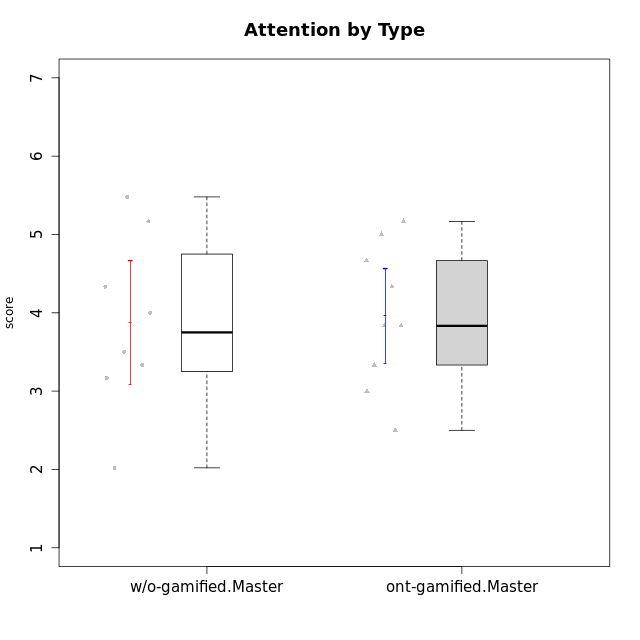 Attention by Type
score
7
6
5
4
3
2
1
w/o-gamified.Master
ont-gamified.Master